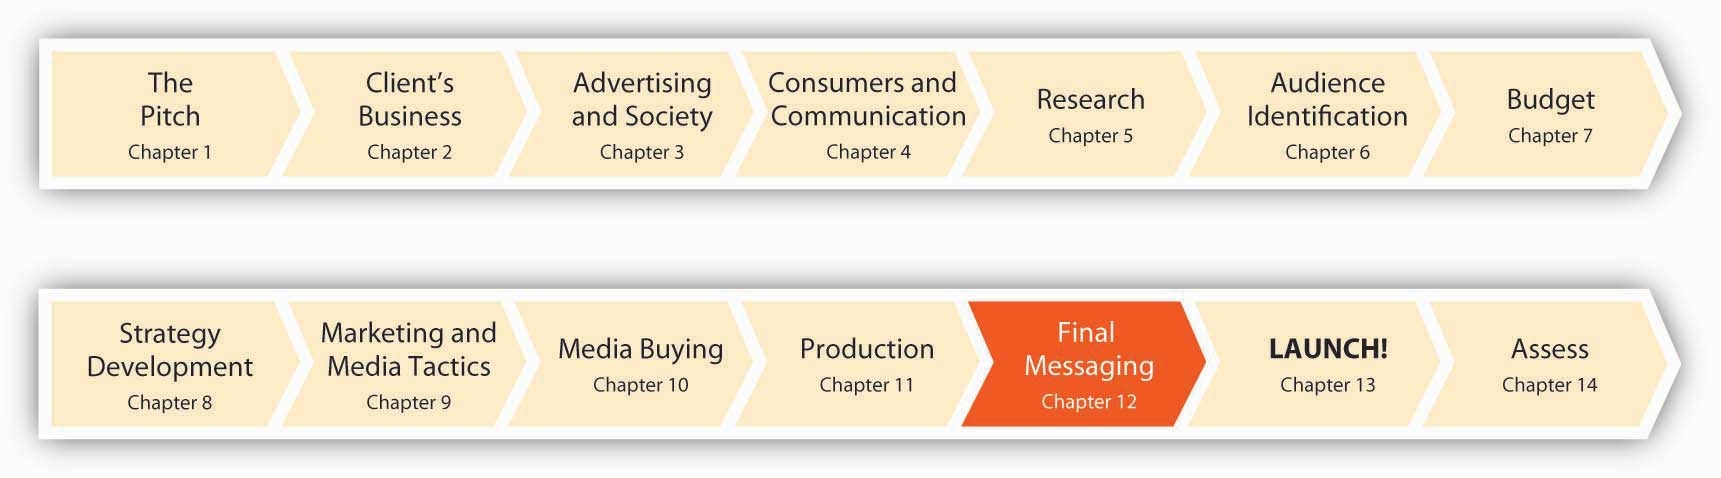 The
Pitch
Chapter 1
Client’s
Business
Chapter 2
Advertising
and Society
Chapter 3
Consumers and
Communication
Chapter 4
Research
Chapter 5
Audience
Identification
Chapter 6
Budget
Chapter 7
Strategy
Development
Chapter 8
Marketing and
Media Tactics
Chapter 9
Media Buying
Chapter 10
Production
Chapter 11
Final
Messaging
Chapter 12
LAUNCH!
Chapter 13
Assess
Chapter 14